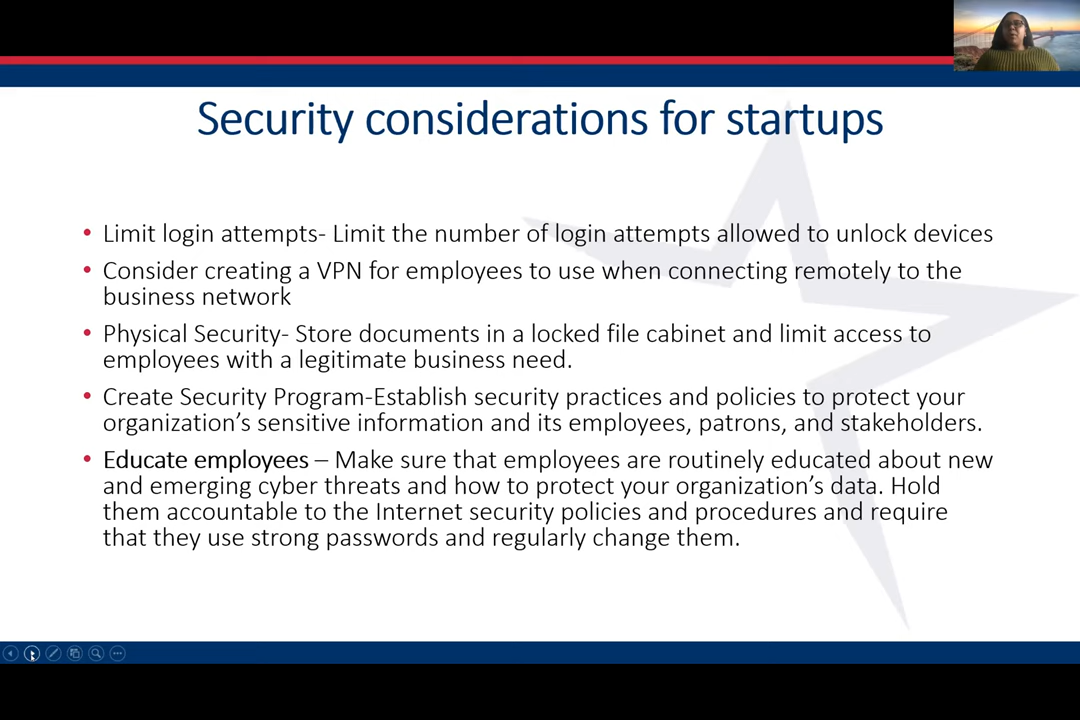 Security considerations for startups
• Limit login attempts- Limit the number of login attempts allowed to unlock devices
• Consider creating a VPN for employees to use when connecting remotely to the
business network
• Physical Security- Store documents in a locked file cabinet and limit access to
employees with a legitimate business need.
• Create Security Program-Establish security practices and policies to protect your
organization’s sensitive information and its employees, patrons, and stakeholders.
• Educate employees – Make sure that employees are routinely educated about new
and emerging cyber threats and how to protect your organization’s data. Hold
them accountable to the Internet security policies and procedures and require
that they use strong passwords and regularly change them.